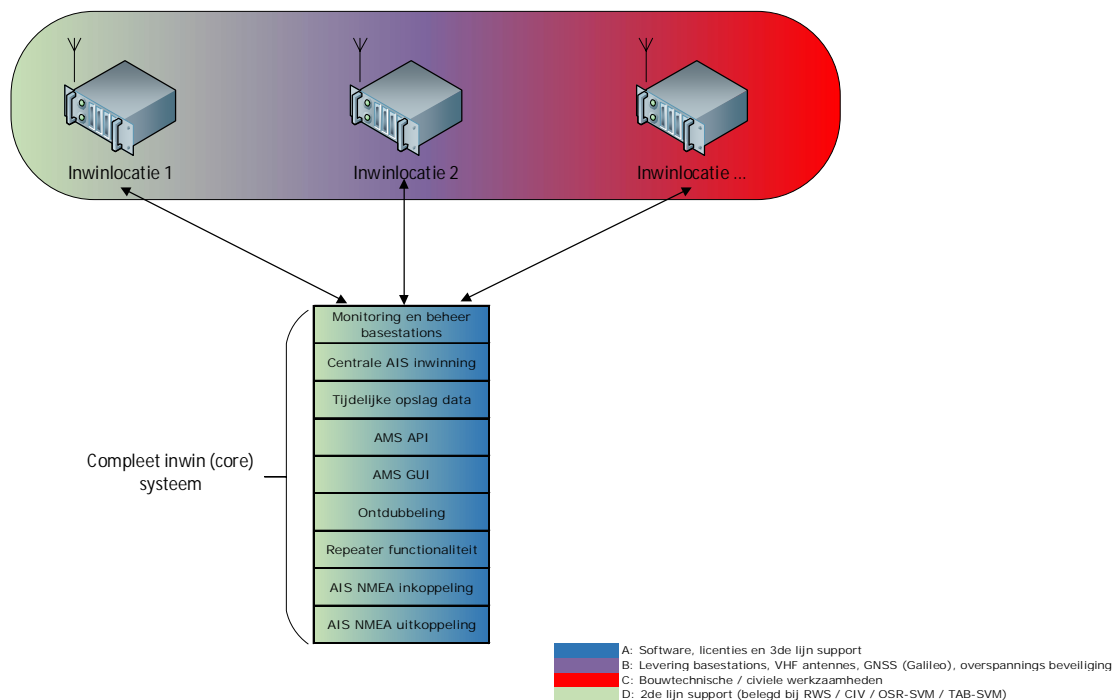 Inwinlocatie 1
Inwinlocatie 2
Inwinlocatie ...
Monitoring en beheer
basestations
Centrale AIS inwinning
Tijdelijke opslag data
AMS API
AMS GUI
Ontdubbeling
Repeater functionaliteit
AIS NMEA inkoppeling
AIS NMEA uitkoppeling
Compleet inwin (core)
systeem
A: Software, licenties en 3de lijn support
B: Levering basestations, VHF antennes, GNSS (Galileo), overspannings beveiliging
C: Bouwtechnische / civiele werkzaamheden
D: 2de lijn support (belegd bij RWS / CIV / OSR-SVM / TAB-SVM)